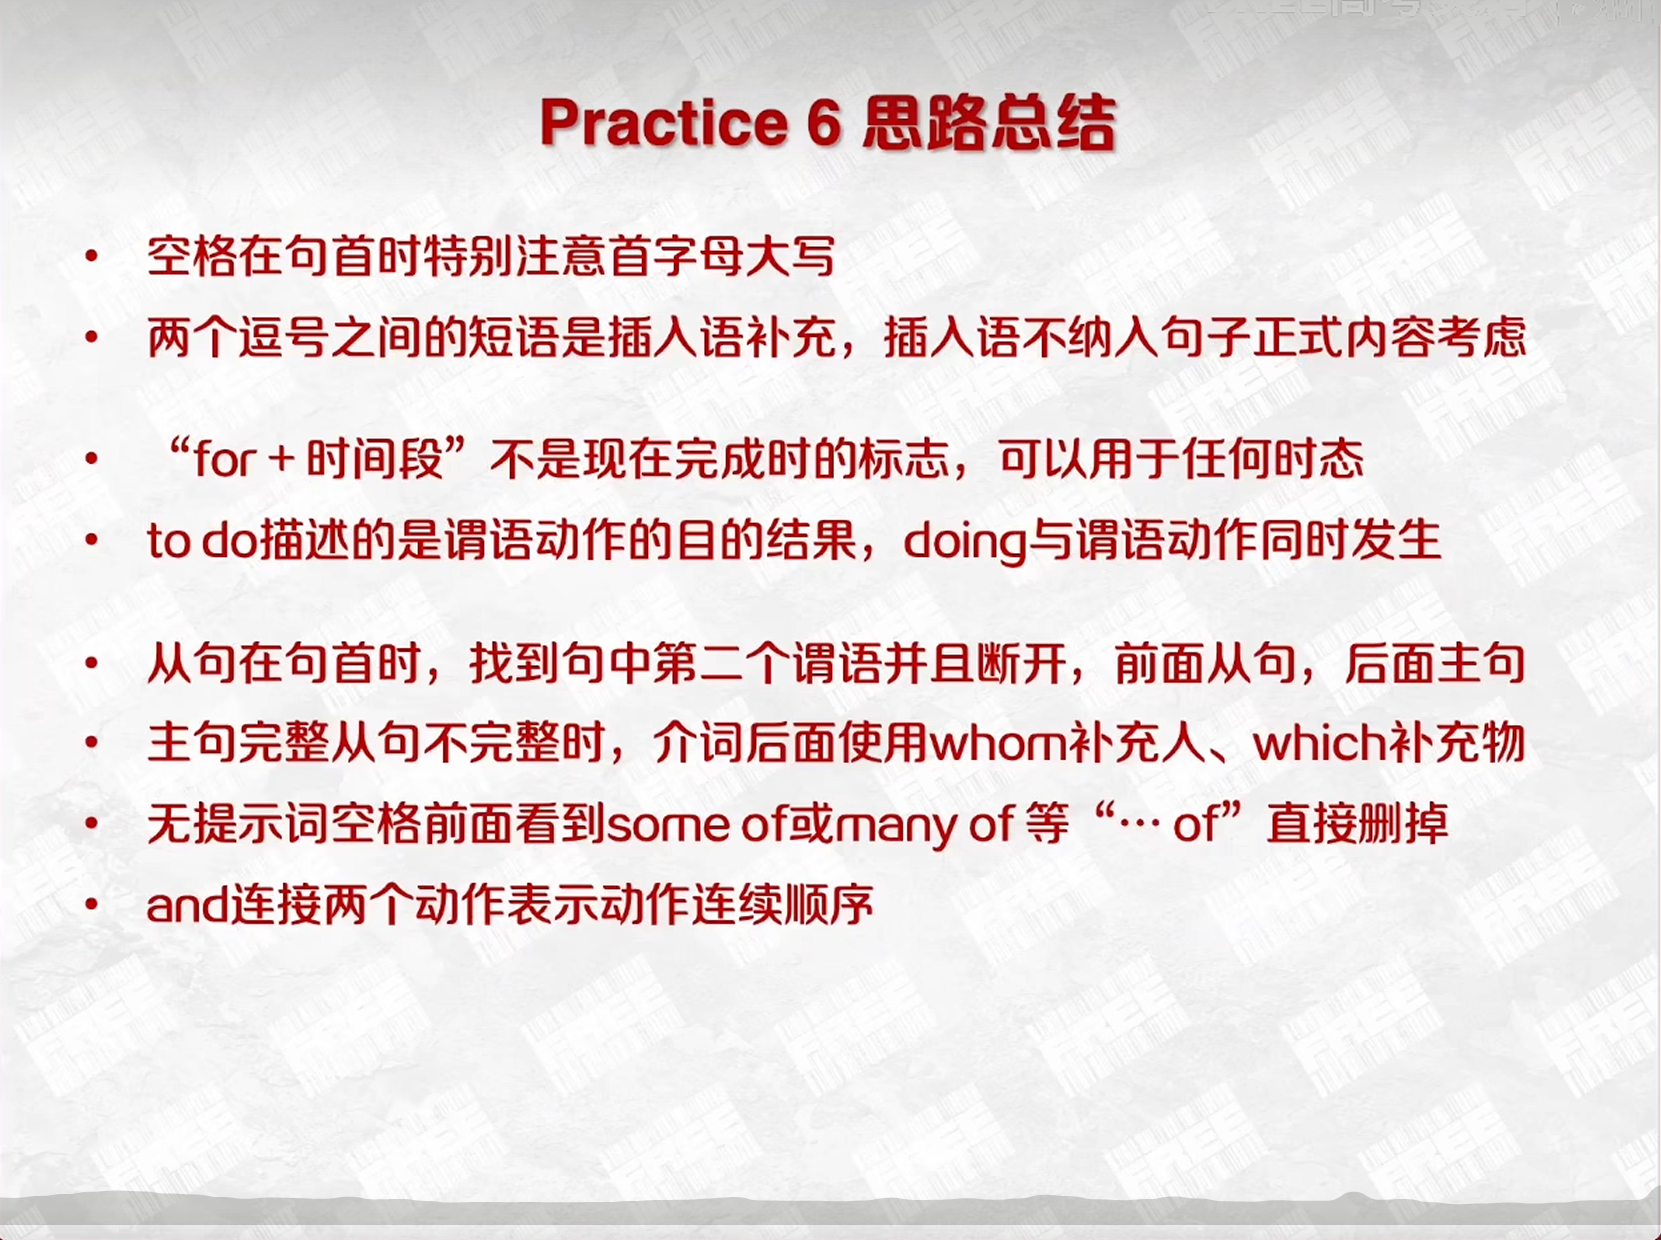 Practice 6 思路总结
• 空格在句首时特别注意首字母大写
• 两个逗号之间的短语是插入语补充，插入语不纳入句子正式内容考虑
• “for + 时间段”不是现在完成时的标志，可以用于任何时态
• to do描述的是谓语动作的目的结果，doing与谓语动作同时发生
• 从句在句首时，找到句中第二个谓语并且断开，前面从句，后面主句
• 主句完整从句不完整时，介词后面使用whom补充人、which补充物
• 无提示词空格前面看到some of或many of 等“… of”直接删掉
• and连接两个动作表示动作连续顺序